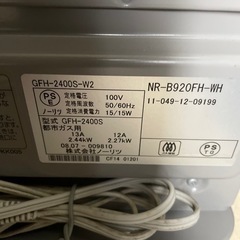 GFH-2400S-W2
PS
E
定格電圧 100V
定格周波数 50/60Hz
定格消費電力 15/15W
ノーリツ
型式 GFH-2400S
都市ガス用
13A 12A
2.44kW 2.27kW
08.07-009810
株式会社ノーリツ
CF14 0120I
NR-B920FH-WH
11-049-12-09199
PS
TG